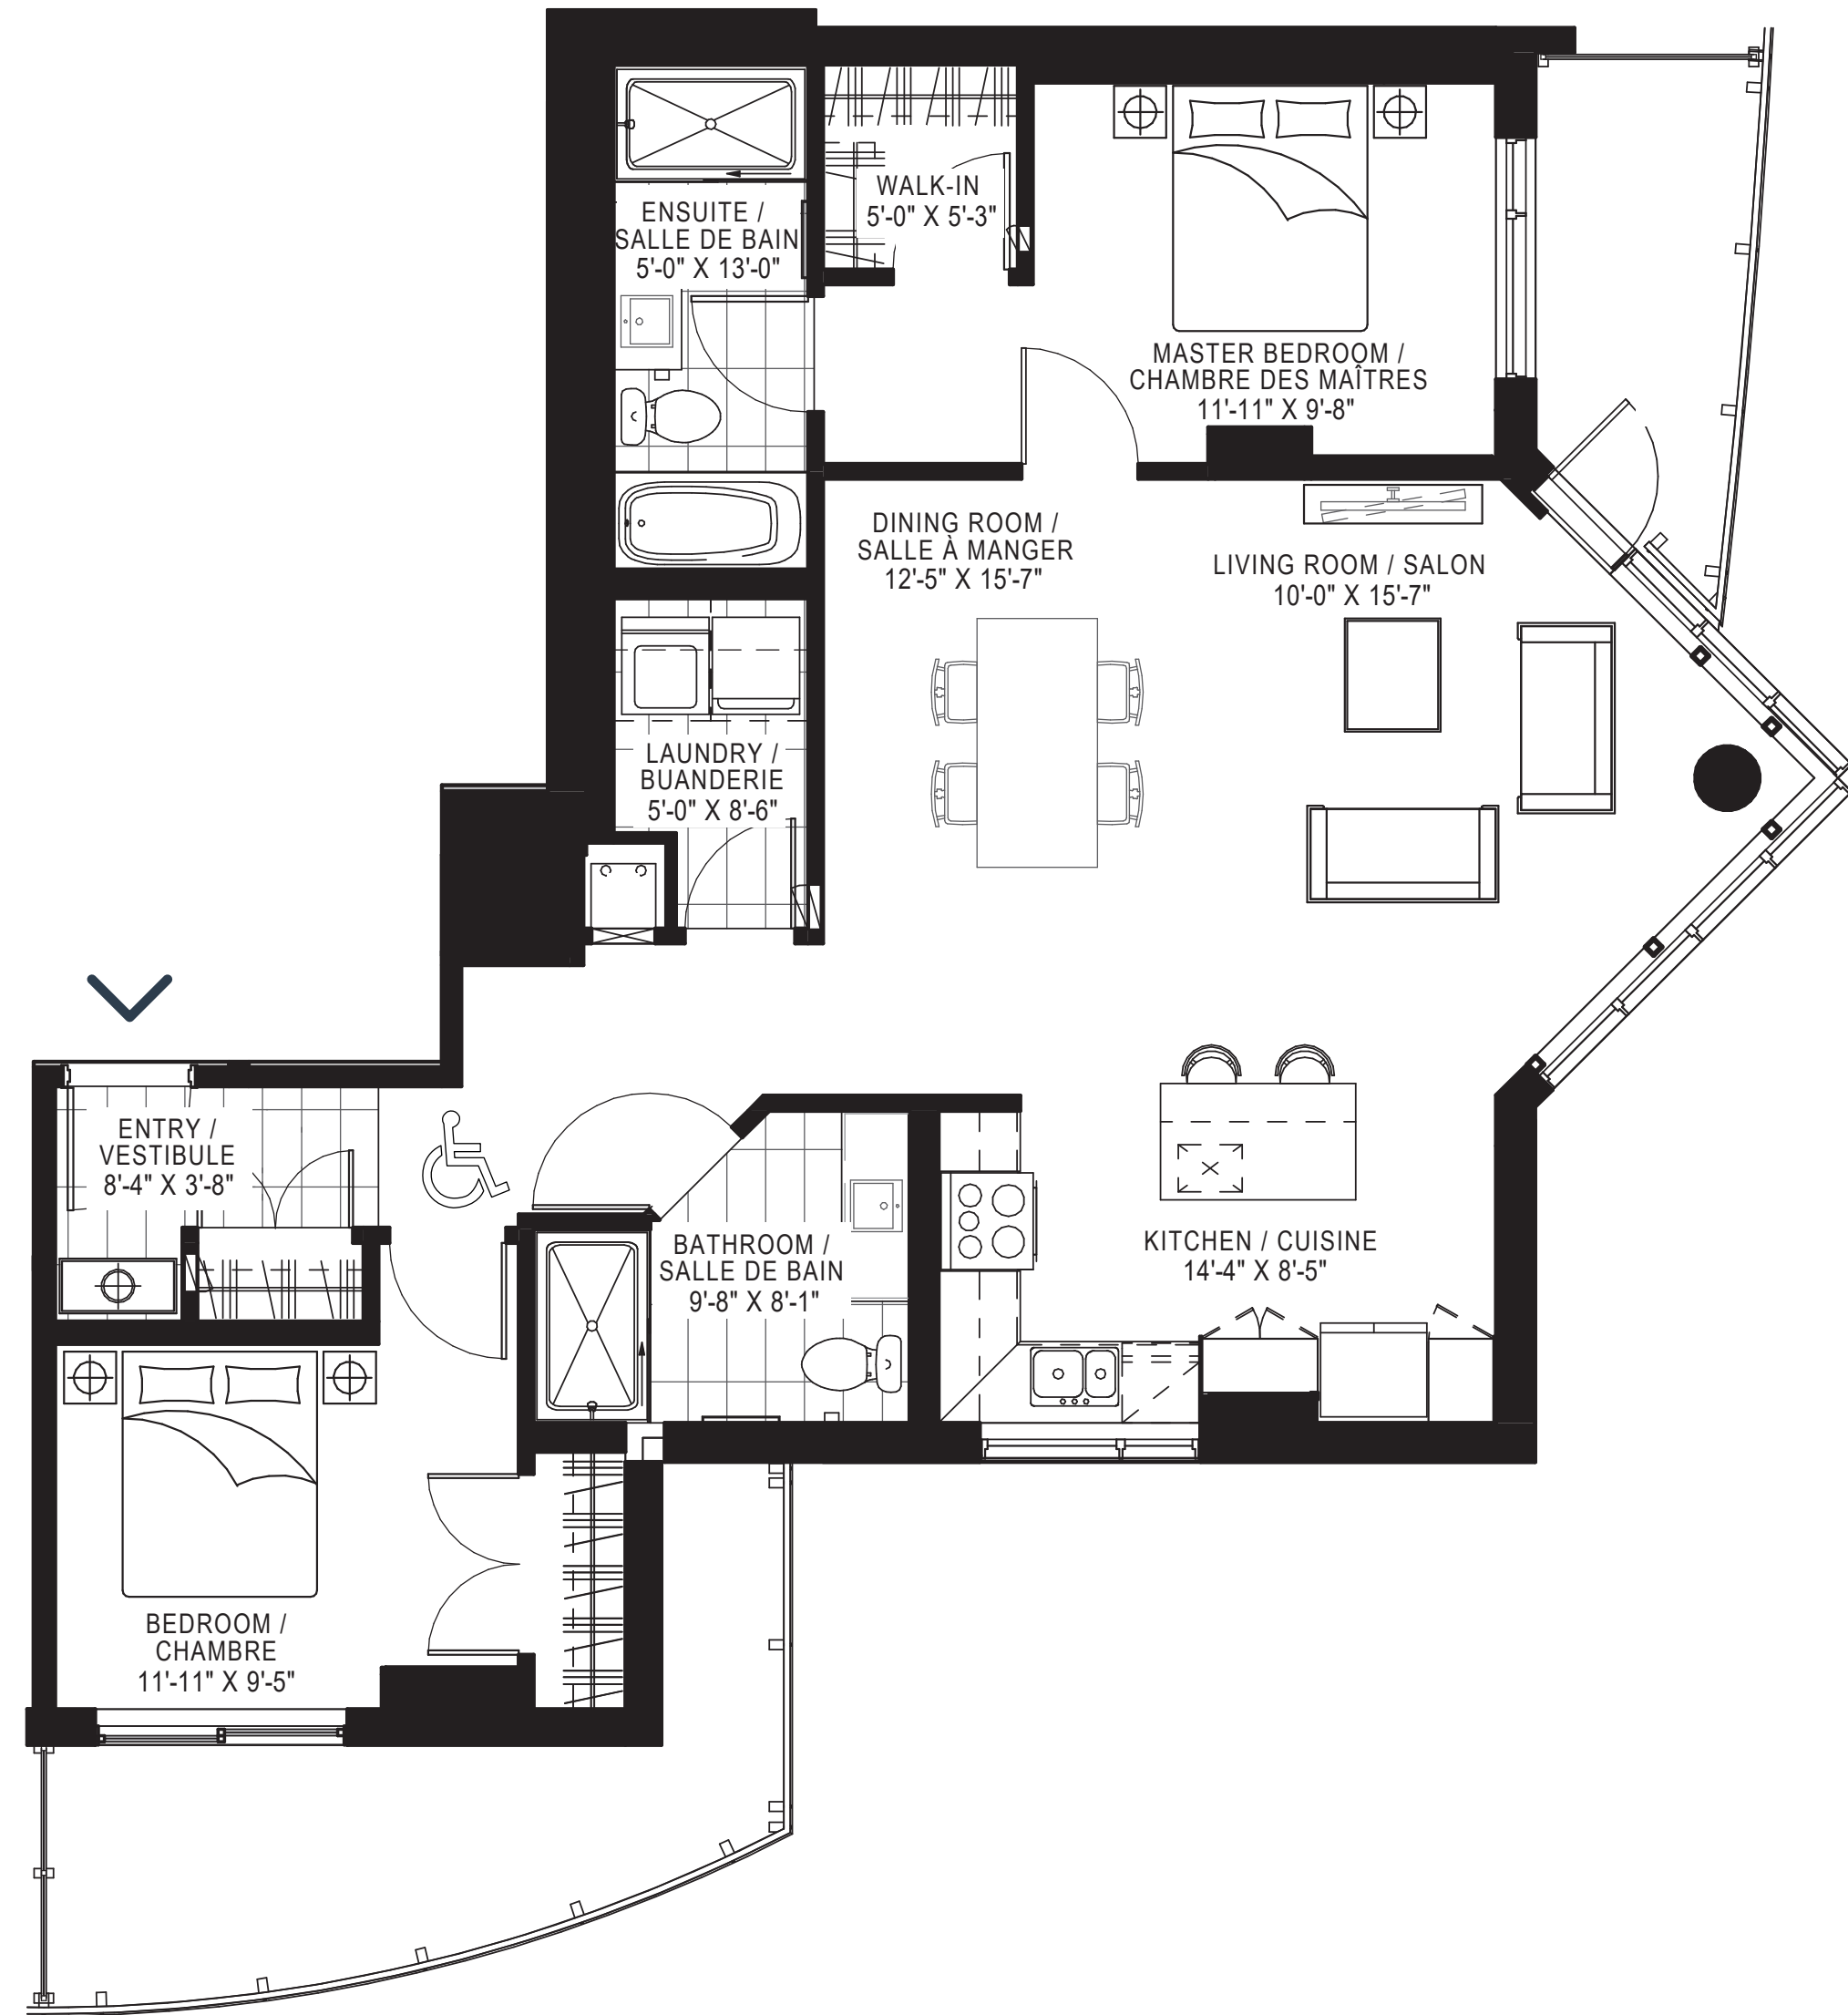 WALK-IN
5'-0" X 5'-3"
ENSUITE /
SALLE DE BAIN
5'-0" X 13'-0"
MASTER BEDROOM /
CHAMBRE DES MAÎTRES
11'-11" X 9'-8"
DINING ROOM /
SALLE À MANGER
12'-5" X 15'-7"
LIVING ROOM / SALON
10'-0" X 15'-7"
LAUNDRY /
BUANDERIE
5'-0" X 8'-6"
ENTRY /
VESTIBULE
8'-4" X 3'-8"
BATHROOM /
SALLE DE BAIN
9'-8" X 8'-1"
KITCHEN / CUISINE
14'-4" X 8'-5"
BEDROOM /
CHAMBRE
11'-11" X 9'-5"